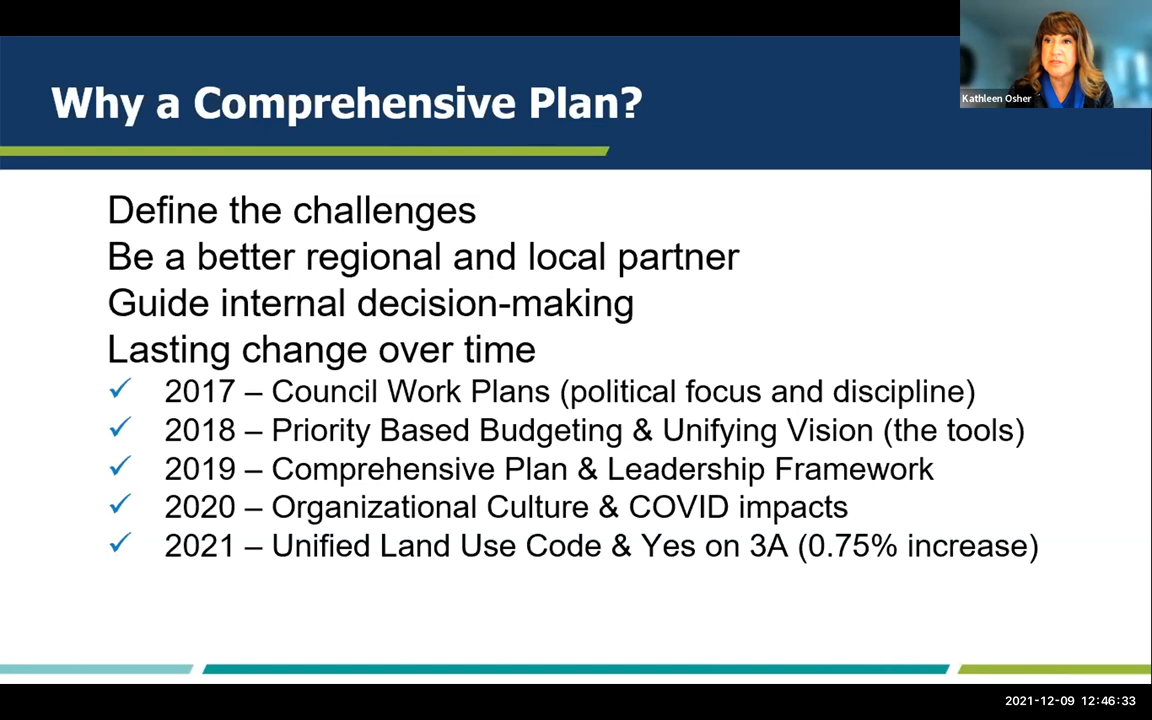 Why a Comprehensive Plan?
Kathleen Osher
Define the challenges
Be a better regional and local partner
Guide internal decision-making
Lasting change over time
✓ 2017 – Council Work Plans (political focus and discipline)
✓ 2018 – Priority Based Budgeting & Unifying Vision (the tools)
✓ 2019 – Comprehensive Plan & Leadership Framework
✓ 2020 – Organizational Culture & COVID impacts
✓ 2021 – Unified Land Use Code & Yes on 3A (0.75% increase)
2021-12-09 12:46:33